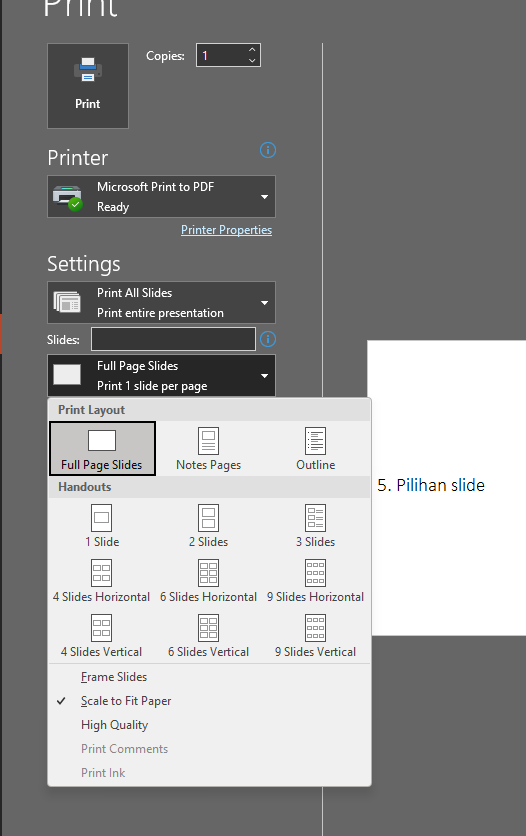 Print
Copies: 1
Print
Printer
Microsoft Print to PDF
Ready
Printer Properties
Settings
Print All Slides
Print entire presentation
Slides:
Full Page Slides
Print 1 slide per page
Print Layout
Full Page Slides Notes Pages Outline
Handouts
1 Slide 2 Slides 3 Slides
4 Slides Horizontal 6 Slides Horizontal 9 Slides Horizontal
4 Slides Vertical 6 Slides Vertical 9 Slides Vertical
Frame Slides
Scale to Fit Paper
High Quality
Print Comments
Print Ink
5. Pilihan slide